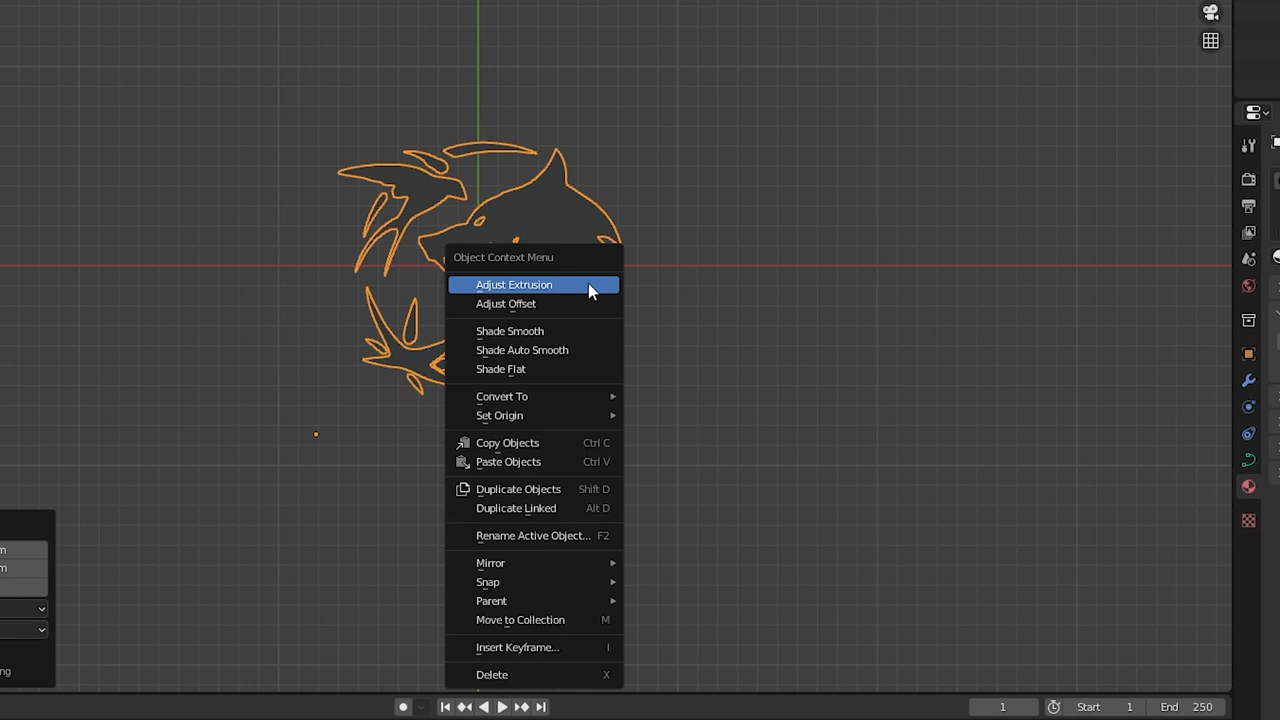 Object Context Menu
Adjust Extrusion
Adjust Offset
Shade Smooth
Shade Auto Smooth
Shade Flat
Convert To
Set Origin
Copy Objects Ctrl C
Paste Objects Ctrl V
Duplicate Objects Shift D
Duplicate Linked Alt D
Rename Active Object... F2
Mirror
Snap
Parent
Move to Collection M
Insert Keyframe... I
Delete X
m
m
ng
1 Start 1 End 250